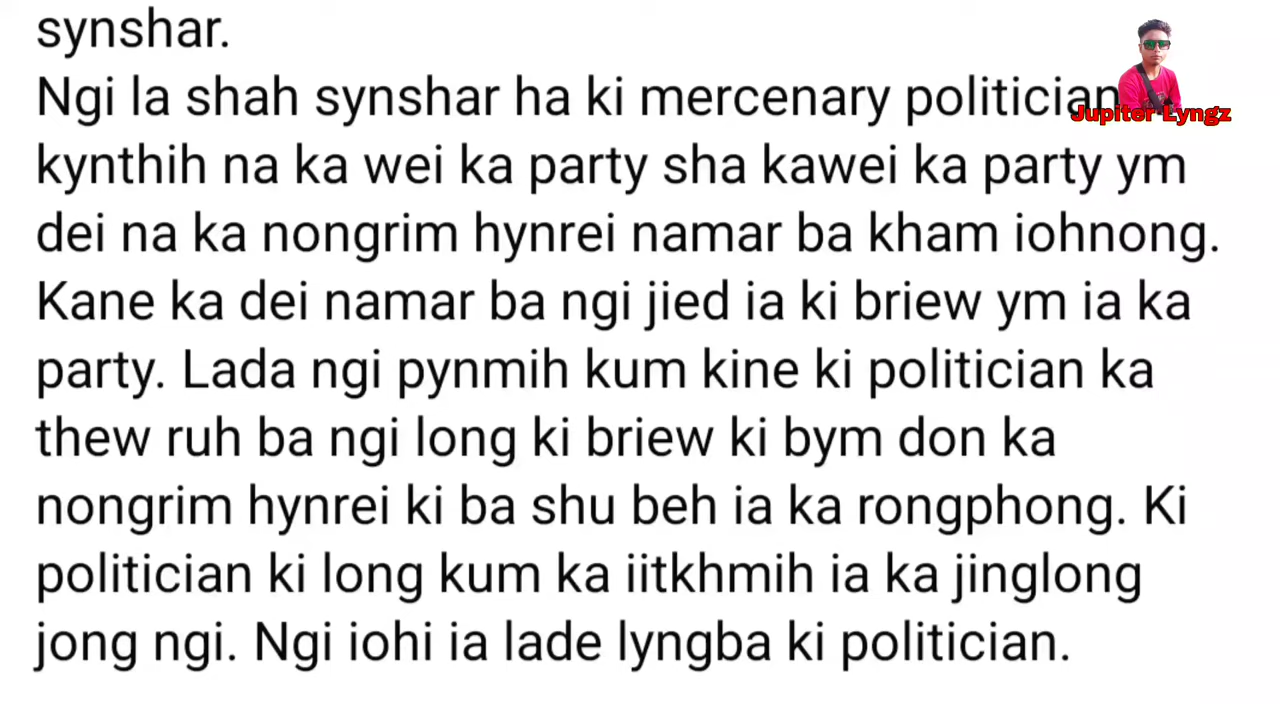 synshar.
Ngi la shah synshar ha ki mercenary politician
kynthih na ka wei ka party sha kawei ka party ym
dei na ka nongrim hynrei namar ba kham iohnong.
Kane ka dei namar ba ngi jied ia ki briew ym ia ka
party. Lada ngi pynmih kum kine ki politician ka
thew ruh ba ngi long ki briew ki bym don ka
nongrim hynrei ki ba shu beh ia ka rongphong. Ki
politician ki long kum ka iitkhmih ia ka jinglong
jong ngi. Ngi iohi ia lade lyngba ki politician.
Jupiter Lyngz